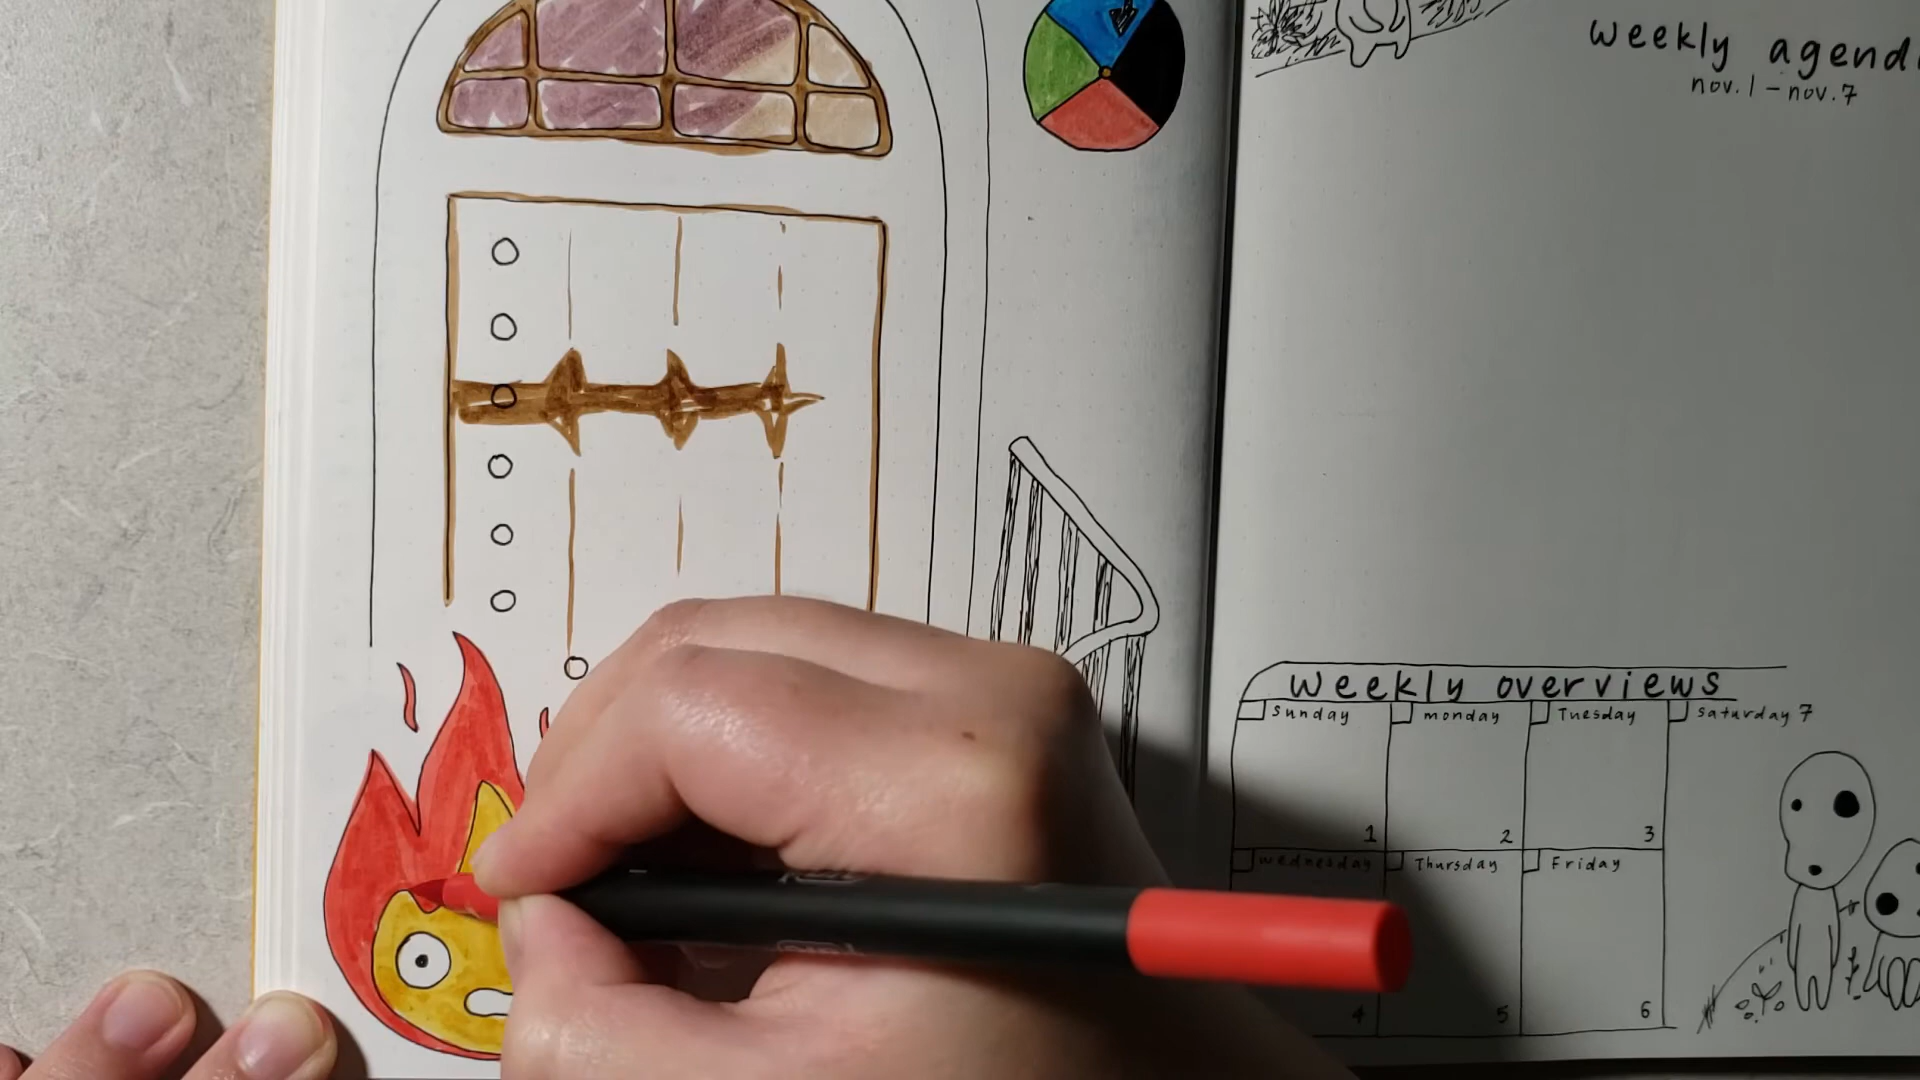 weekly agend
nov. 1 - nov. 7
weekly overviews
Sunday
monday
Tuesday
Saturday 7
1
2
3
Wednesday
Thursday
Friday
4
5
6